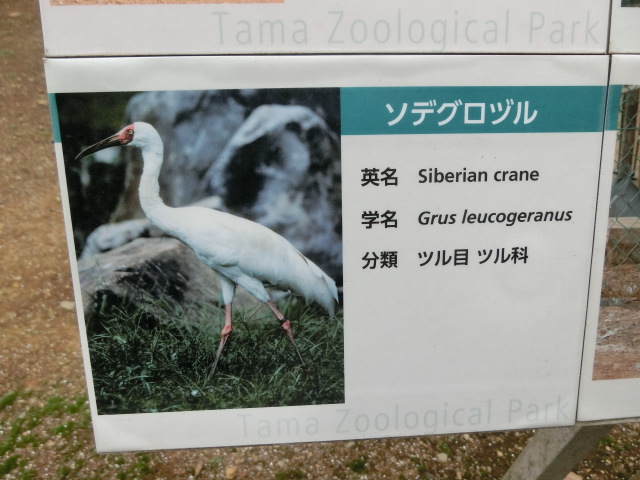 Tama Zoological Park
ソデグロヅル
英名 Siberian crane
学名 Grus leucogeranus
分類 ツル目 ツル科
Tama Zoological Park